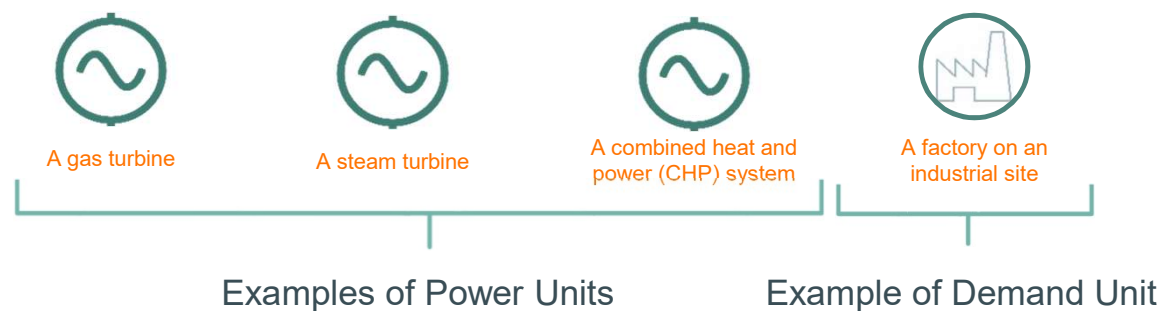 A gas turbine
A steam turbine
A combined heat and
power (CHP) system
A factory on an
industrial site
Examples of Power Units
Example of Demand Unit